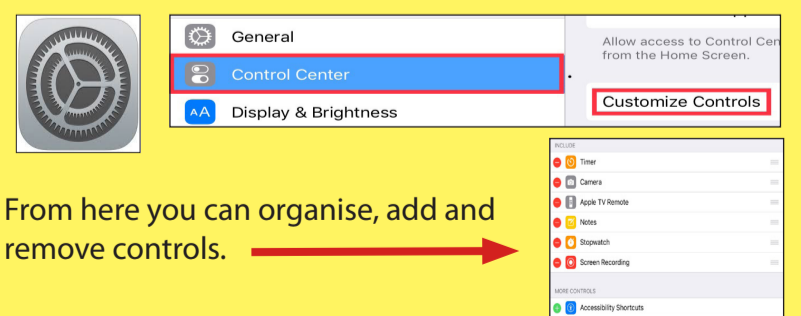 General
Control Center
Display & Brightness
Allow access to Control Cen
from the Home Screen.
Customize Controls
From here you can organise, add and
remove controls.
INCLUDE
Timer
Camera
Apple TV Remote
Notes
Stopwatch
Screen Recording
MORE CONTROLS
Accessibility Shortcuts